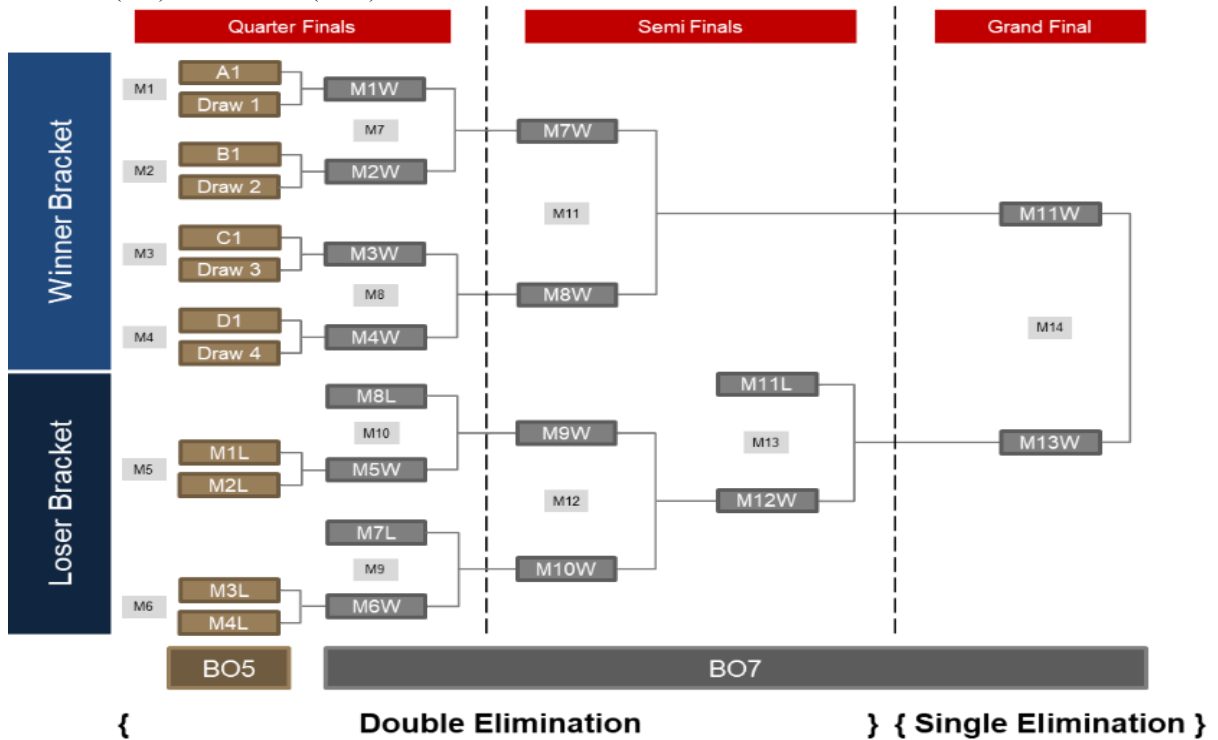 Quarter Finals
Semi Finals
Grand Final
Winner Bracket
M1
A1
Draw 1
M1W
M7
M2
B1
Draw 2
M2W
M7W
M11
M3
C1
Draw 3
M3W
M8
M4
D1
Draw 4
M4W
M8W
M11W
M14
Loser Bracket
M8L
M10
M5
M1L
M2L
M5W
M9W
M12
M11L
M13
M12W
M13W
M7L
M9
M6
M3L
M4L
M6W
M10W
BO5
BO7
{ Double Elimination } { Single Elimination }